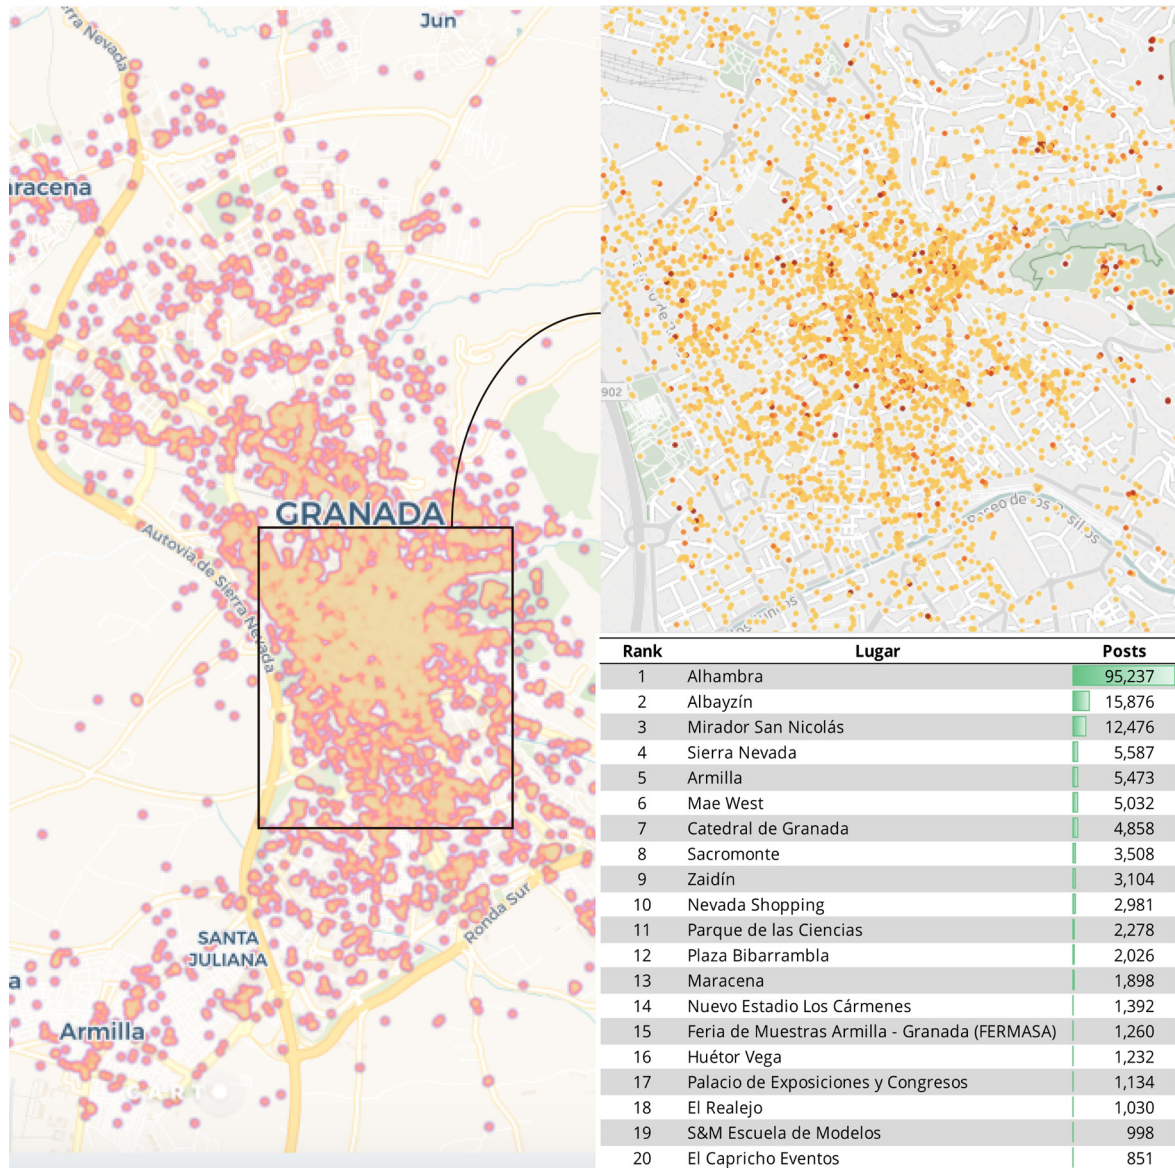 Jun
Sierra Nevada
aracena
GRANADA
Autovía de Sierra Nevada
SANTA
JULIANA
Ronda Sur
a
Armilla
CARTO
902
Rank Lugar Posts
1 Alhambra 95,237
2 Albayzín 15,876
3 Mirador San Nicolás 12,476
4 Sierra Nevada 5,587
5 Armilla 5,473
6 Mae West 5,032
7 Catedral de Granada 4,858
8 Sacromonte 3,508
9 Zaidín 3,104
10 Nevada Shopping 2,981
11 Parque de las Ciencias 2,278
12 Plaza Bibarrambla 2,026
13 Maracena 1,898
14 Nuevo Estadio Los Cármenes 1,392
15 Feria de Muestras Armilla - Granada (FERMASA) 1,260
16 Huétor Vega 1,232
17 Palacio de Exposiciones y Congresos 1,134
18 El Realejo 1,030
19 S&M Escuela de Modelos 998
20 El Capricho Eventos 851